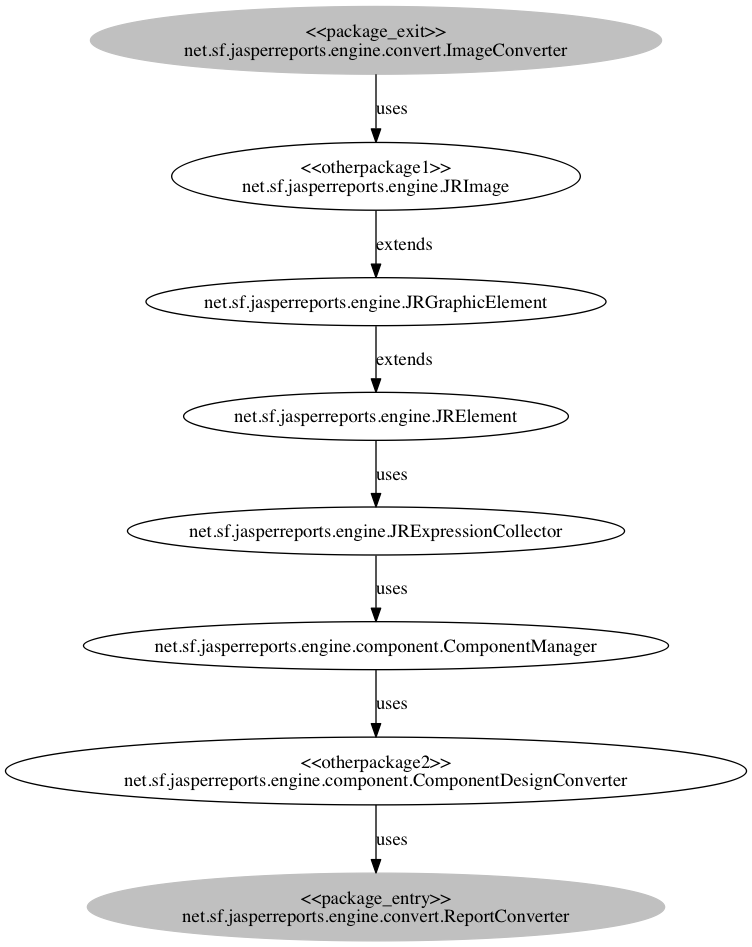 <<package_exit>>
net.sf.jasperreports.engine.convert.ImageConverter
uses
<<otherpackage1>>
net.sf.jasperreports.engine.JRImage
extends
net.sf.jasperreports.engine.JRGraphicElement
extends
net.sf.jasperreports.engine.JRElement
uses
net.sf.jasperreports.engine.JRExpressionCollector
uses
net.sf.jasperreports.engine.component.ComponentManager
uses
<<otherpackage2>>
net.sf.jasperreports.engine.component.ComponentDesignConverter
uses
<<package_entry>>
net.sf.jasperreports.engine.convert.ReportConverter